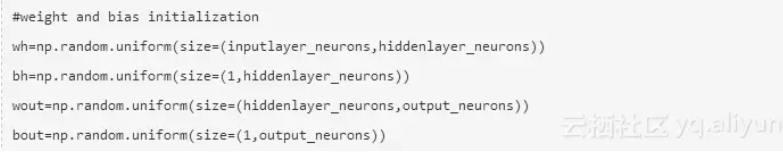 #weight and bias initialization
wh=np.random.uniform(size=(inputlayer_neurons,hiddenlayer_neurons))
bh=np.random.uniform(size=(1,hiddenlayer_neurons))
wout=np.random.uniform(size=(hiddenlayer_neurons,output_neurons))
bout=np.random.uniform(size=(1,output_neurons))
云栖社区 yq.aliyun